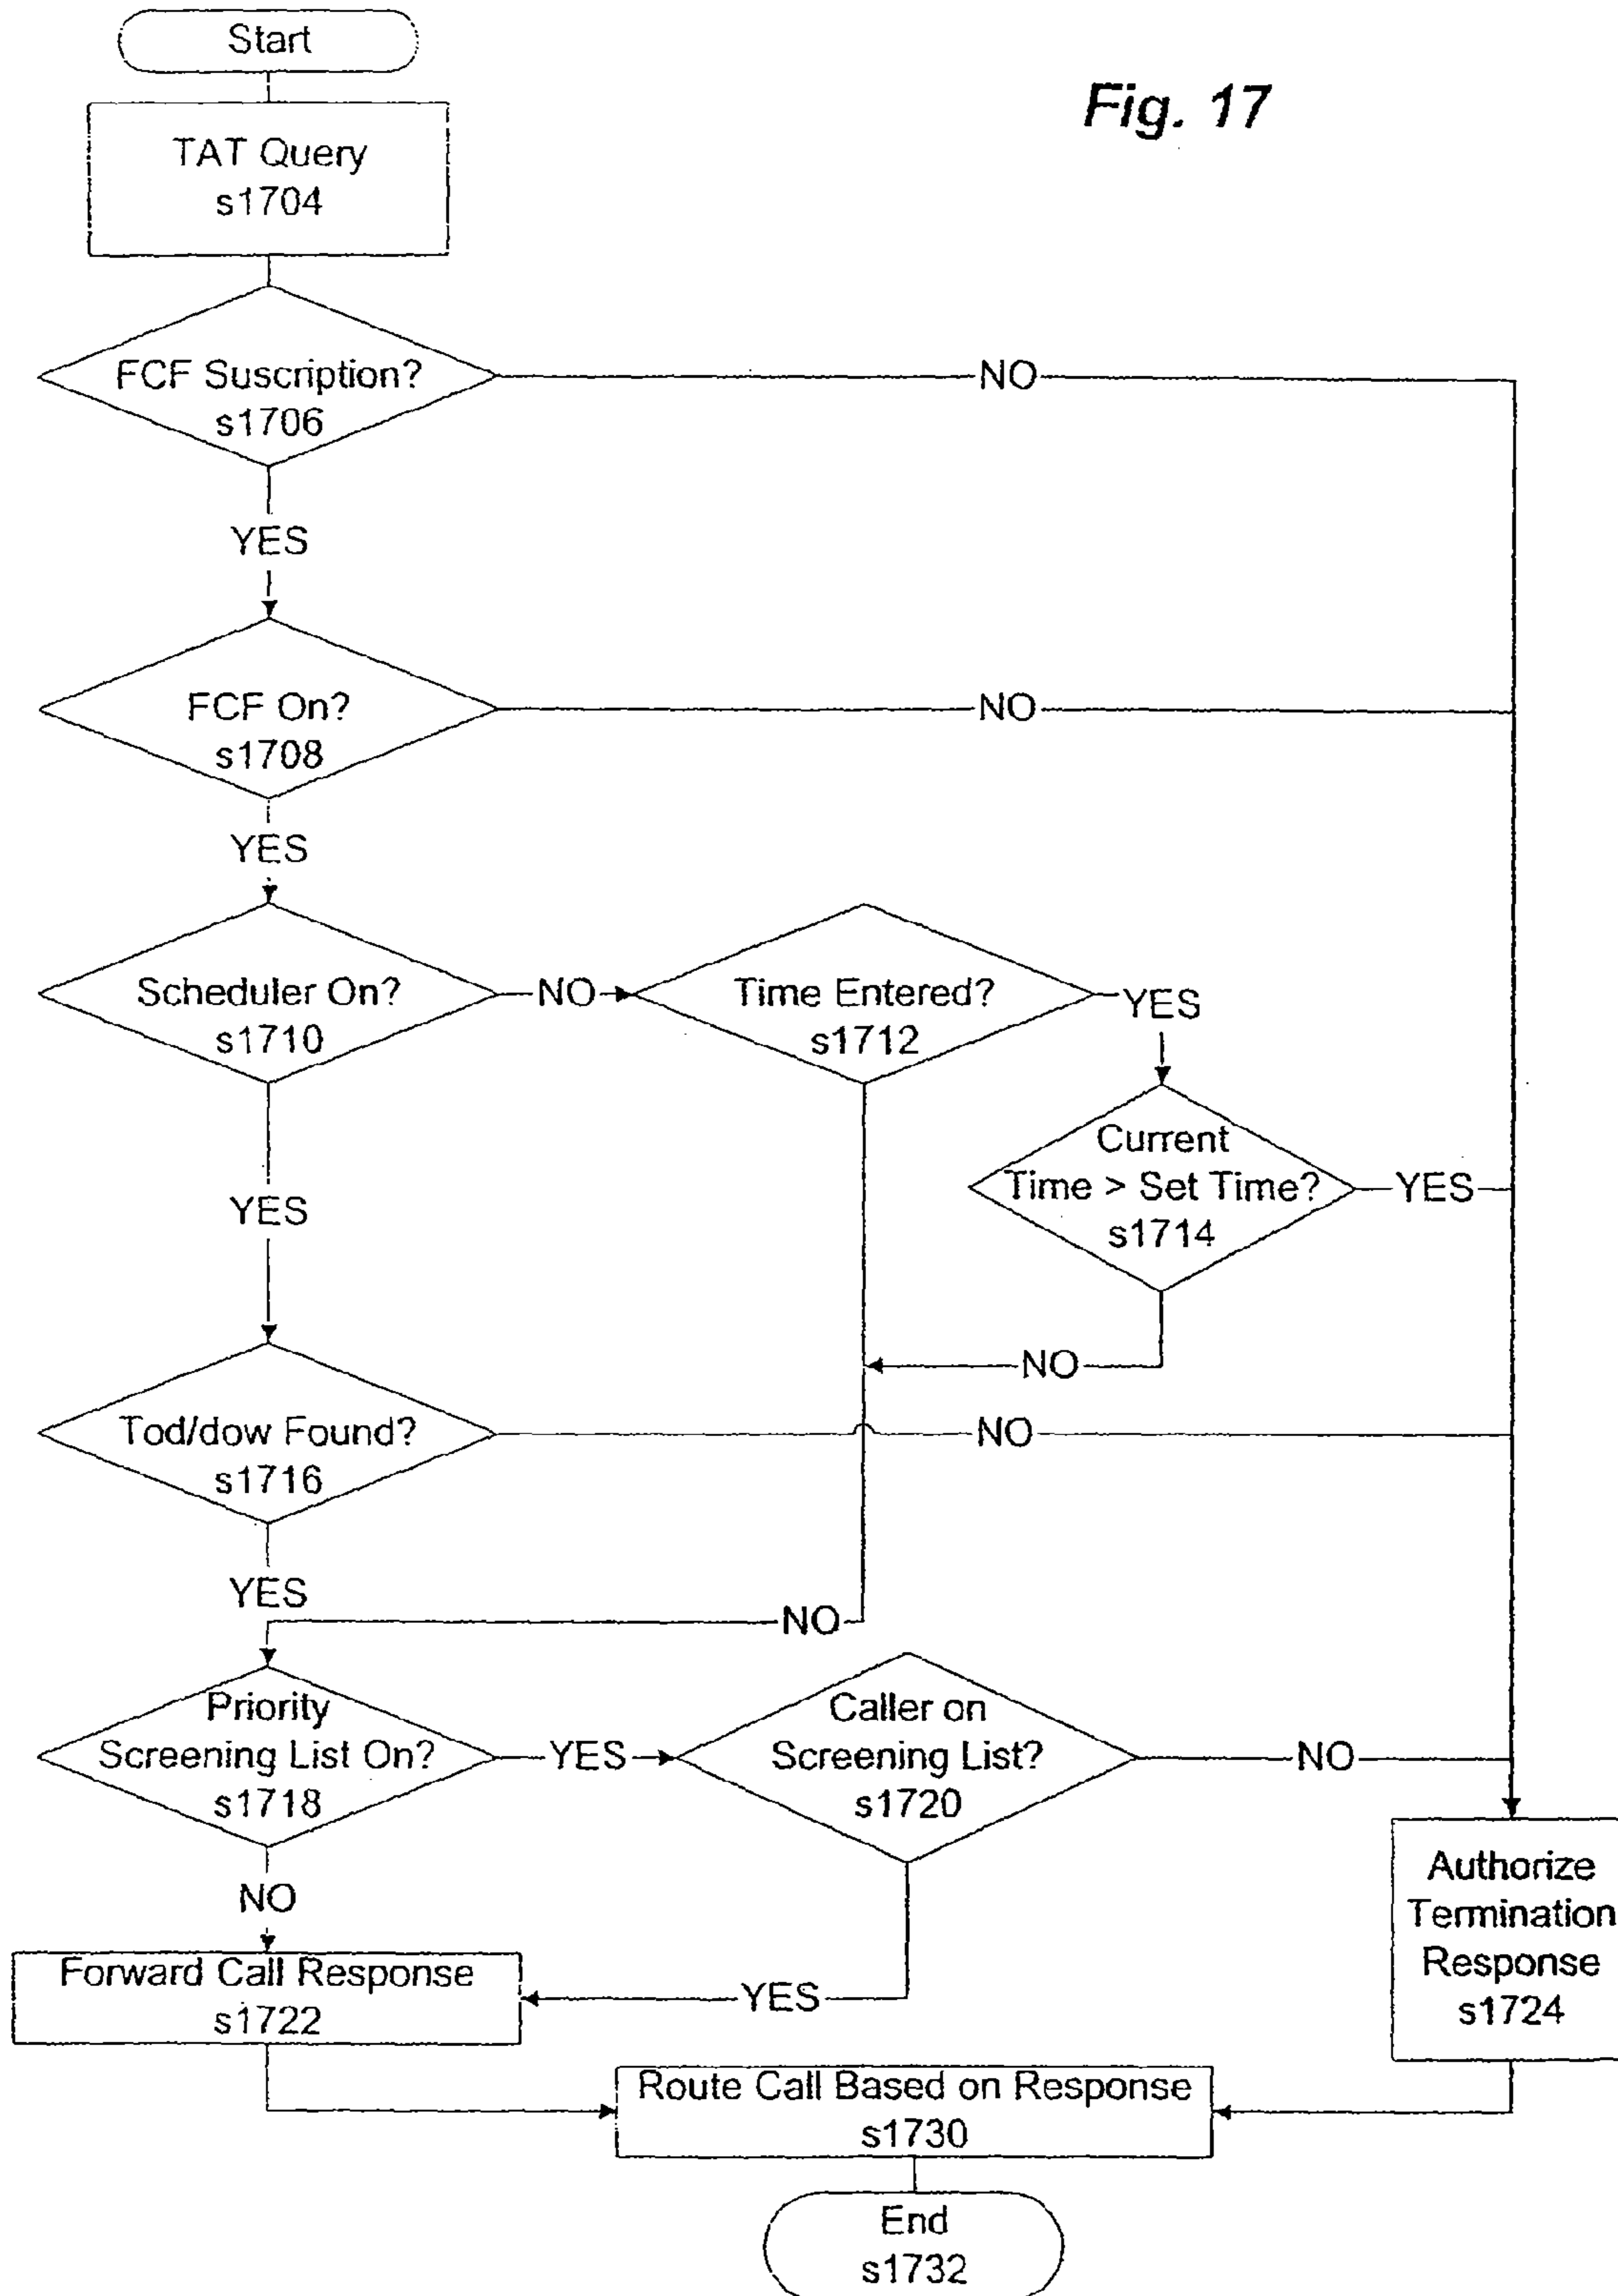 Start
Fig. 17
TAT Query
s1704
FCF Suscription?
s1706
NO
YES
FCF On?
s1708
NO
YES
Scheduler On?
s1710
NO
Time Entered?
s1712
YES
Current
Time > Set Time?
s1714
YES
YES
NO
Tod/dow Found?
s1716
NO
YES
NO
Priority
Screening List On?
s1718
YES
Caller on
Screening List?
s1720
NO
NO
Authorize
Termination
Response
s1724
Forward Call Response
s1722
YES
Route Call Based on Response
s1730
End
s1732